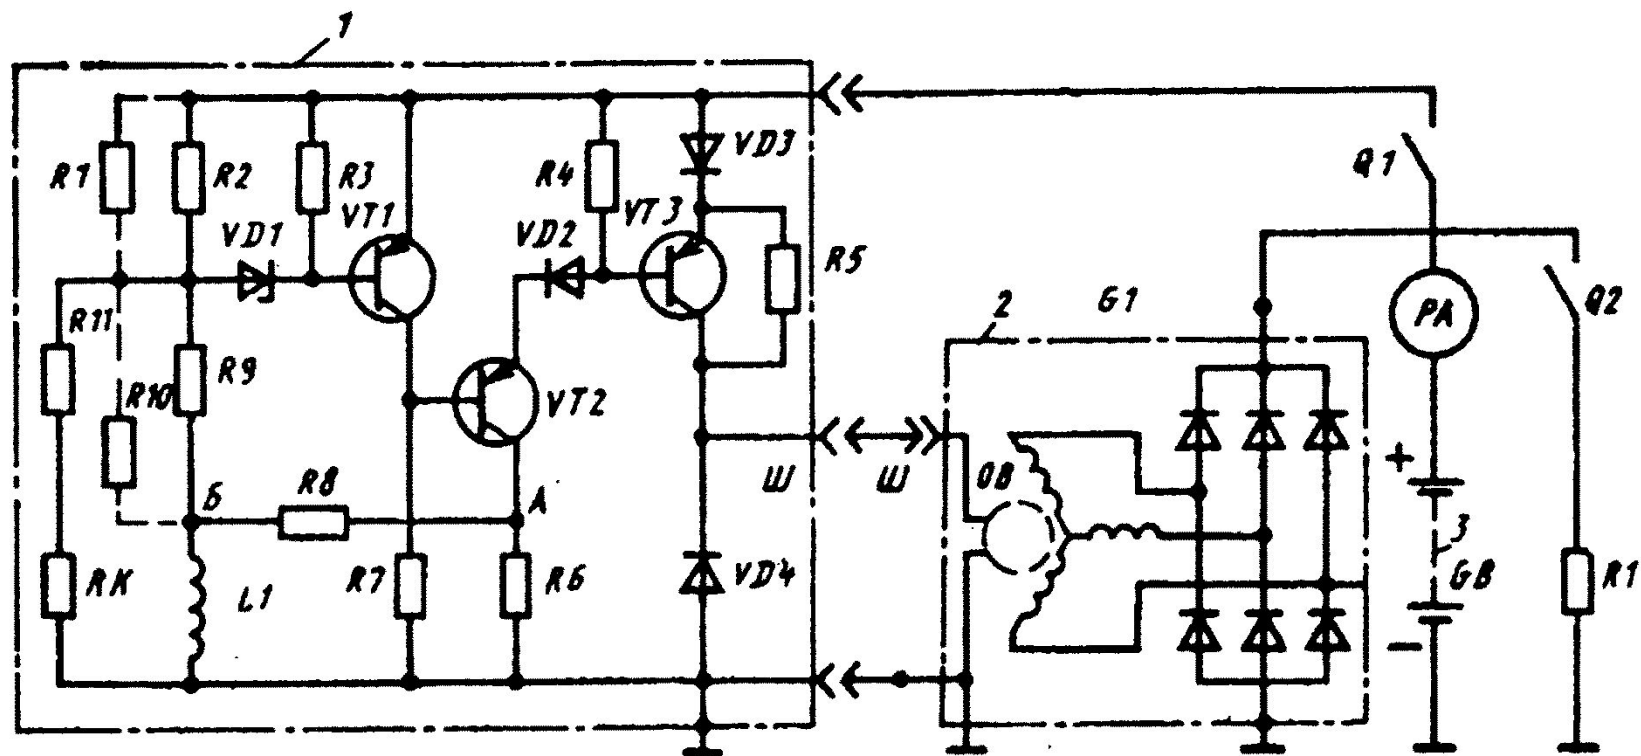 1
R1
R2
R3
VT1
VD1
R4
VT3
VD3
VD2
R5
Q1
R11
R10
R9
VT2
2
G1
PA
Q2
Б
R8
А
Ш
Ш
ОВ
+
3
GB
RK
L1
R7
R6
VD4
R1
−